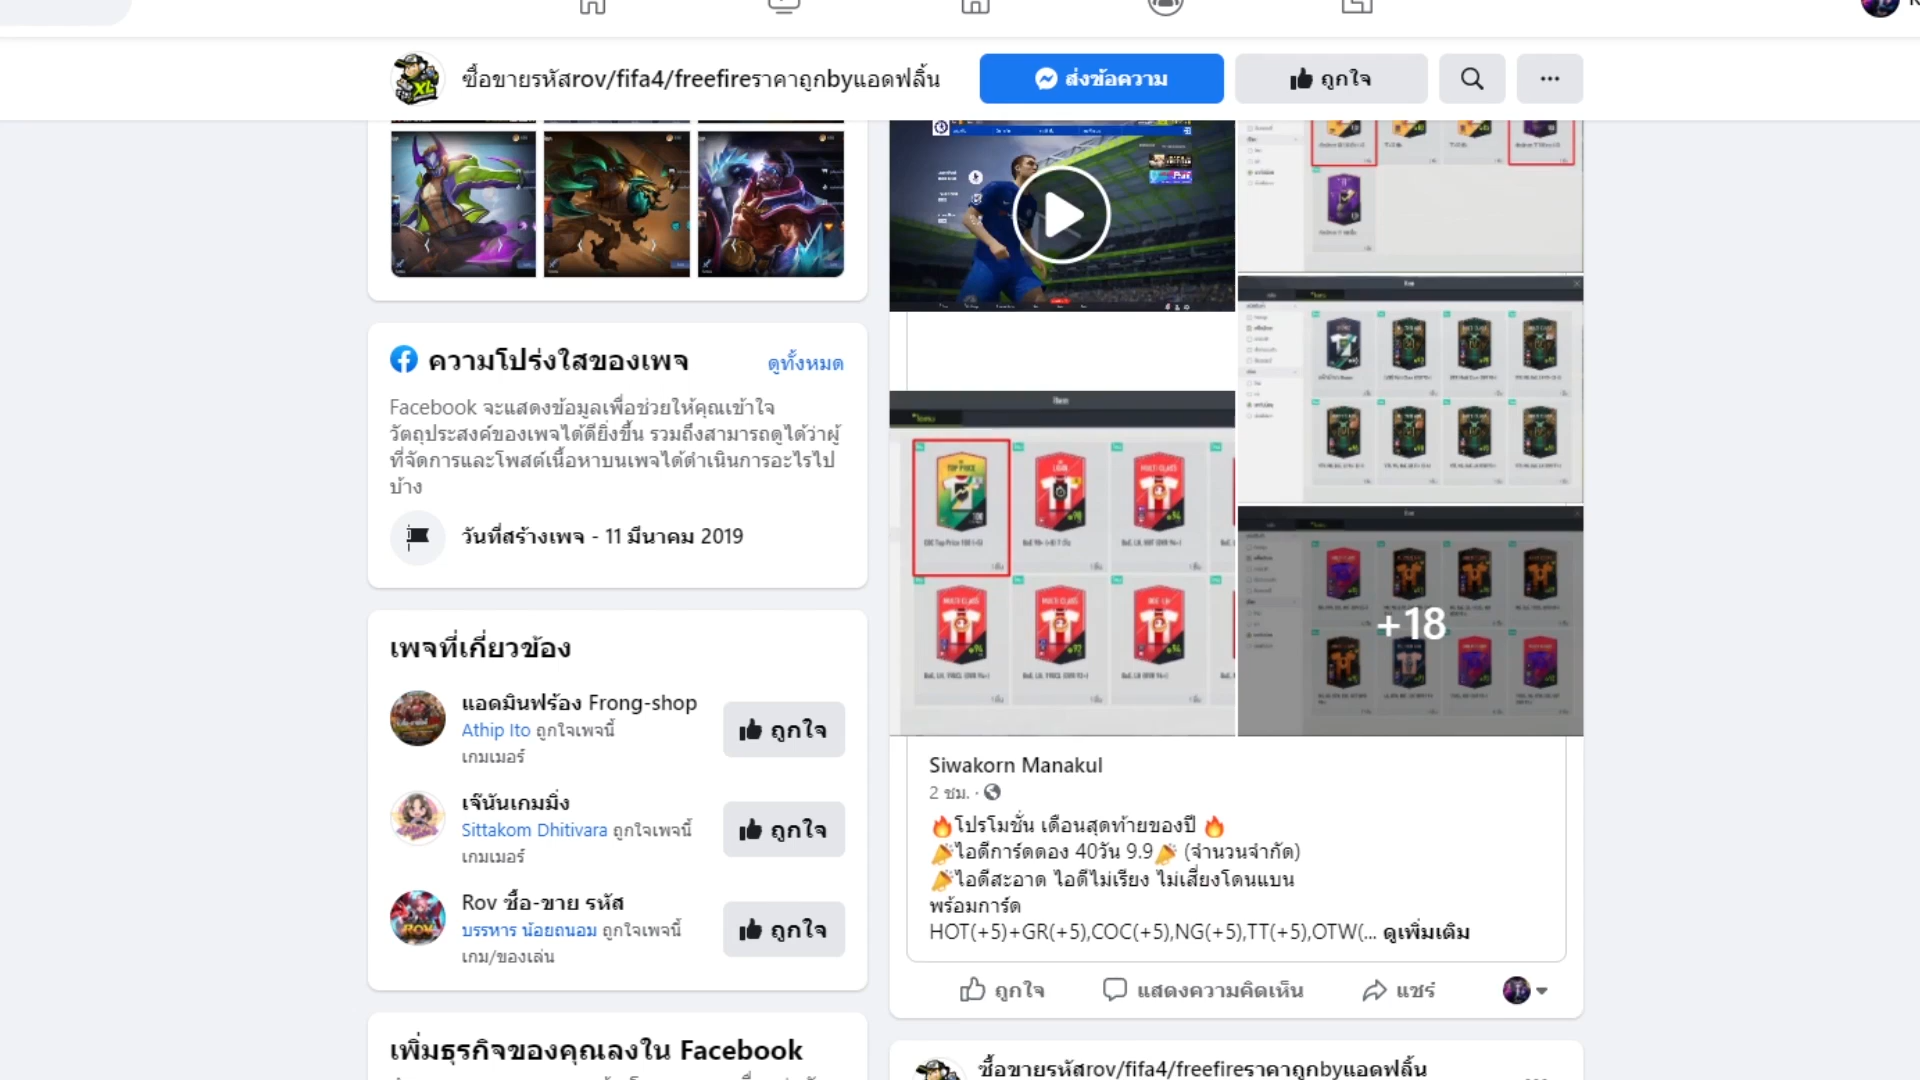 ซื้อขายรหัสrov/fifa4/freefireราคาถูกbyแอดฟลิ้น
ส่งข้อความ
ถูกใจ
ความโปร่งใสของเพจ
ดูทั้งหมด
Facebook จะแสดงข้อมูลเพื่อช่วยให้คุณเข้าใจ
วัตถุประสงค์ของเพจได้ดียิ่งขึ้น รวมถึงสามารถดูได้ว่าผู้
ที่จัดการและโพสต์เนื้อหาบนเพจได้ดำเนินการอะไรไป
บ้าง
วันที่สร้างเพจ - 11 มีนาคม 2019
เพจที่เกี่ยวข้อง
แอดมินฟร้อง Frong-shop
Athip Ito ถูกใจเพจนี้
เกมเมอร์
ถูกใจ
เจ๊นันเกมมิ่ง
Sittakom Dhitivara ถูกใจเพจนี้
เกมเมอร์
ถูกใจ
Rov ซื้อ-ขาย รหัส
บรรหาร น้อยถนอม ถูกใจเพจนี้
เกม/ของเล่น
ถูกใจ
เพิ่มธุรกิจของคุณลงใน Facebook
TOP PRICE
MULTI CLASS
MULTI CLASS
MULTI CLASS
+18
Siwakorn Manakul
2 ชม. ·
🔥โปรโมชั่น เดือนสุดท้ายของปี 🔥
🎉ไอดีการ์ดดอง 40วัน 9.9🎉 (จำนวนจำกัด)
🎉ไอดีสะอาด ไอดีไม่เรียง ไม่เสี่ยงโดนแบน
พร้อมการ์ด
HOT(+5)+GR(+5),COC(+5),NG(+5),TT(+5),OTW(... ดูเพิ่มเติม
ถูกใจ
แสดงความคิดเห็น
แชร์
ซื้อขายรหัสrov/fifa4/freefireราคาถูกbyแอดฟลิ้น